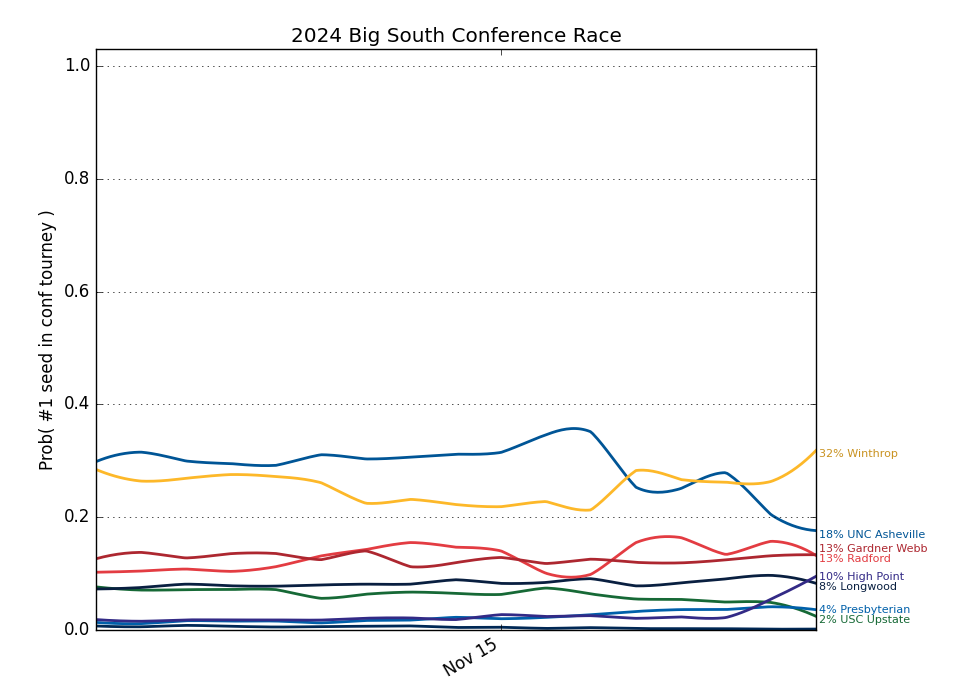 2024 Big South Conference Race
Prob( #1 seed in conf tourney )
1.0
0.8
0.6
0.4
0.2
0.0
Nov 15
32% Winthrop
18% UNC Asheville
13% Gardner Webb
13% Radford
10% High Point
8% Longwood
4% Presbyterian
2% USC Upstate